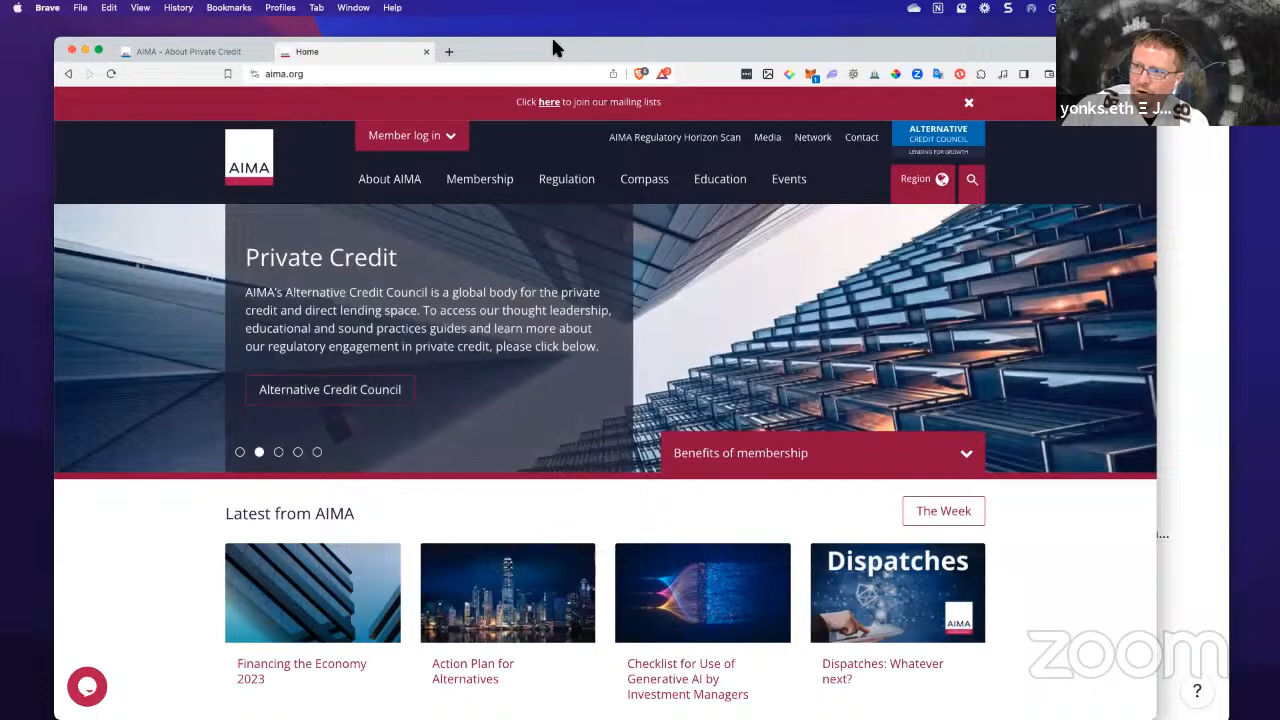 Brave File Edit View History Bookmarks Profiles Tab Window Help
AIMA - About Private Credit
Home
aima.org
Click here to join our mailing lists
yonks.eth Ξ J...
Member log in
AIMA Regulatory Horizon Scan Media Network Contact
ALTERNATIVE
CREDIT COUNCIL
LENDING FOR GROWTH
AIMA
About AIMA Membership Regulation Compass Education Events
Region
Private Credit
AIMA's Alternative Credit Council is a global body for the private
credit and direct lending space. To access our thought leadership,
educational and sound practices guides and learn more about
our regulatory engagement in private credit, please click below.
Alternative Credit Council
Benefits of membership
Latest from AIMA
The Week
Dispatches
AIMA
Financing the Economy
2023
Action Plan for
Alternatives
Checklist for Use of
Generative AI by
Investment Managers
Dispatches: Whatever
next?
zoom
?